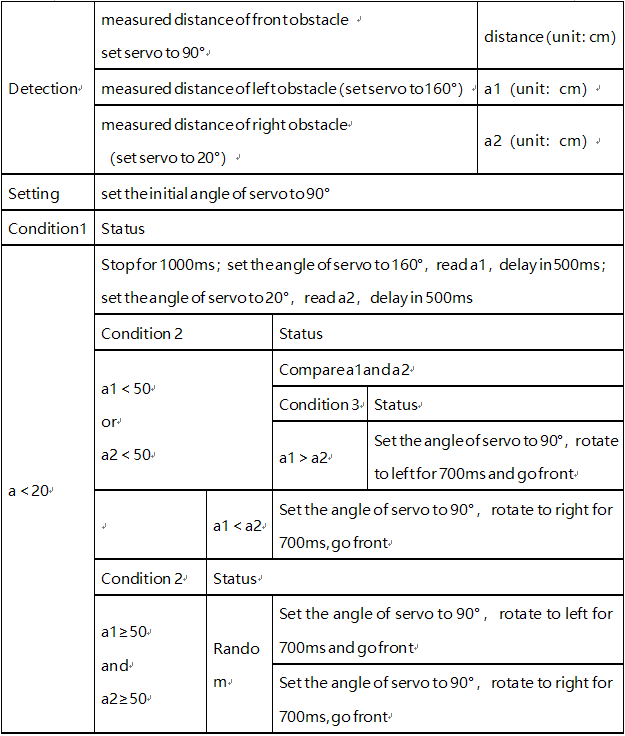 Detection
measured distance of front obstacle
set servo to 90°
distance (unit: cm)
measured distance of left obstacle (set servo to 160°)
a1 (unit: cm)
measured distance of right obstacle
(set servo to 20°)
a2 (unit: cm)
Setting
set the initial angle of servo to 90°
Condition1
Status
a < 20
Stop for 1000ms; set the angle of servo to 160°, read a1, delay in 500ms;
set the angle of servo to 20°, read a2, delay in 500ms
Condition 2
Status
a1 < 50
or
a2 < 50
Compare a1 and a2
Condition 3
Status
a1 > a2
Set the angle of servo to 90°, rotate
to left for 700ms and go front
a1 < a2
Set the angle of servo to 90°, rotate to right for
700ms, go front
Condition 2
Status
a1≥50
and
a2≥50
Rando
m
Set the angle of servo to 90°, rotate to left for
700ms and go front
Set the angle of servo to 90°, rotate to right for
700ms, go front